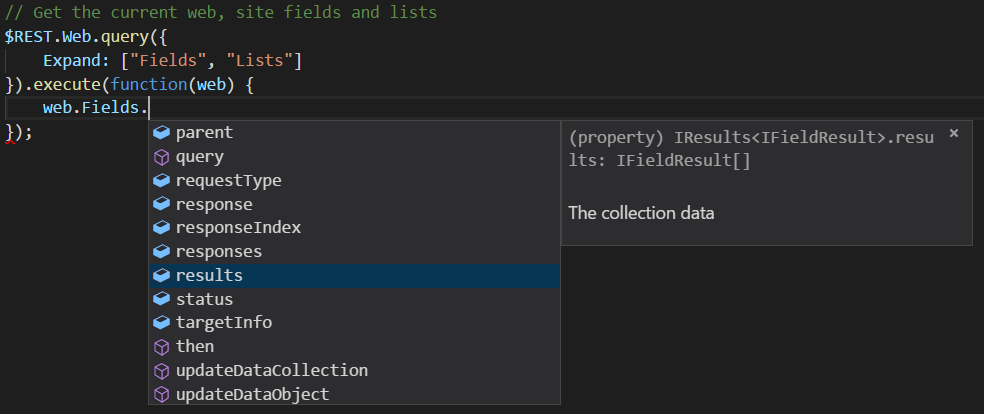 // Get the current web, site fields and lists
$REST.Web.query({
    Expand: ["Fields", "Lists"]
}).execute(function(web) {
    web.Fields.
});
parent
query
requestType
response
responseIndex
responses
results
status
targetInfo
then
updateDataCollection
updateDataObject
(property) IResults<IFieldResult>.resu
lts: IFieldResult[]
×
The collection data